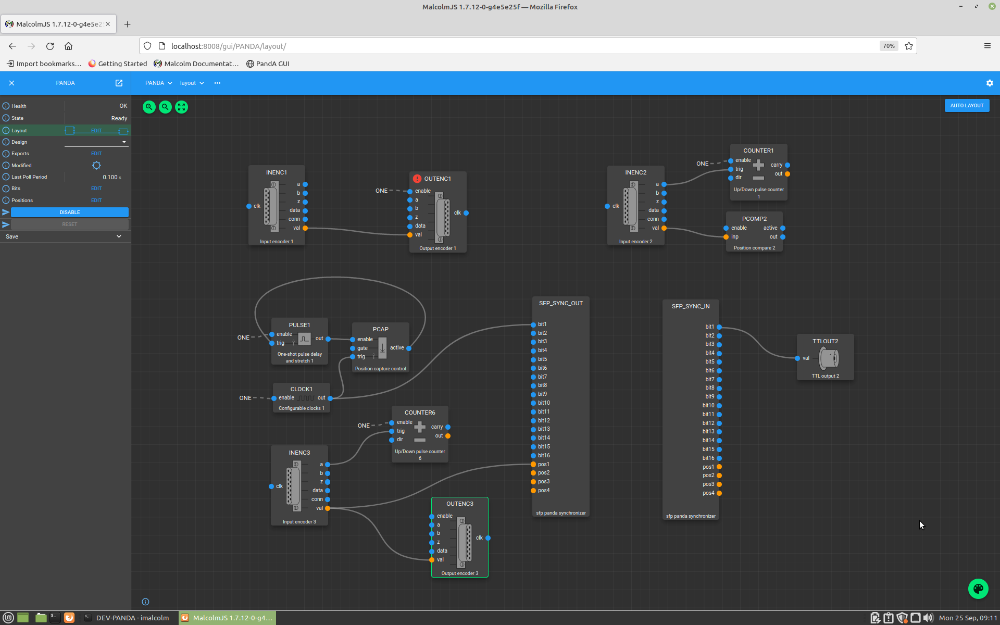 MalcolmJS 1.7.12-0-g4e5e25f — Mozilla Firefox
MalcolmJS 1.7.12-0-g4e5e2
localhost:8008/gui/PANDA/layout/
70%
Import bookmarks…
Getting Started
Malcolm Documentat…
PandA GUI
PANDA
PANDA
layout
Health
OK
State
Ready
Layout
EDIT
Design
Exports
EDIT
Modified
Last Poll Period
0.100 s
Bits
EDIT
Positions
EDIT
DISABLE
RESET
Save
AUTO LAYOUT
INENC1
clk
a
b
z
data
conn
val
Input encoder 1
ONE
OUTENC1
enable
a
b
z
data
val
clk
Output encoder 1
INENC2
clk
a
b
z
data
conn
val
Input encoder 2
ONE
COUNTER1
enable
trig
dir
carry
out
Up/Down pulse counter
1
PCOMP2
enable
inp
active
out
Position compare 2
ONE
PULSE1
enable
trig
out
One-shot pulse delay
and stretch 1
PCAP
enable
gate
trig
active
Position capture control
ONE
CLOCK1
enable
out
Configurable clocks 1
ONE
COUNTER6
enable
trig
dir
carry
out
Up/Down pulse counter
6
INENC3
clk
a
b
z
data
conn
val
Input encoder 3
OUTENC3
enable
a
b
z
data
val
clk
Output encoder 3
SFP_SYNC_OUT
bit1
bit2
bit3
bit4
bit5
bit6
bit7
bit8
bit9
bit10
bit11
bit12
bit13
bit14
bit15
bit16
pos1
pos2
pos3
pos4
sfp panda synchronizer
SFP_SYNC_IN
bit1
bit2
bit3
bit4
bit5
bit6
bit7
bit8
bit9
bit10
bit11
bit12
bit13
bit14
bit15
bit16
pos1
pos2
pos3
pos4
sfp panda synchronizer
TTLOUT2
val
TTL output 2
DEV-PANDA - imalcolm
MalcolmJS 1.7.12-0-g4…
Mon 25 Sep, 09:11